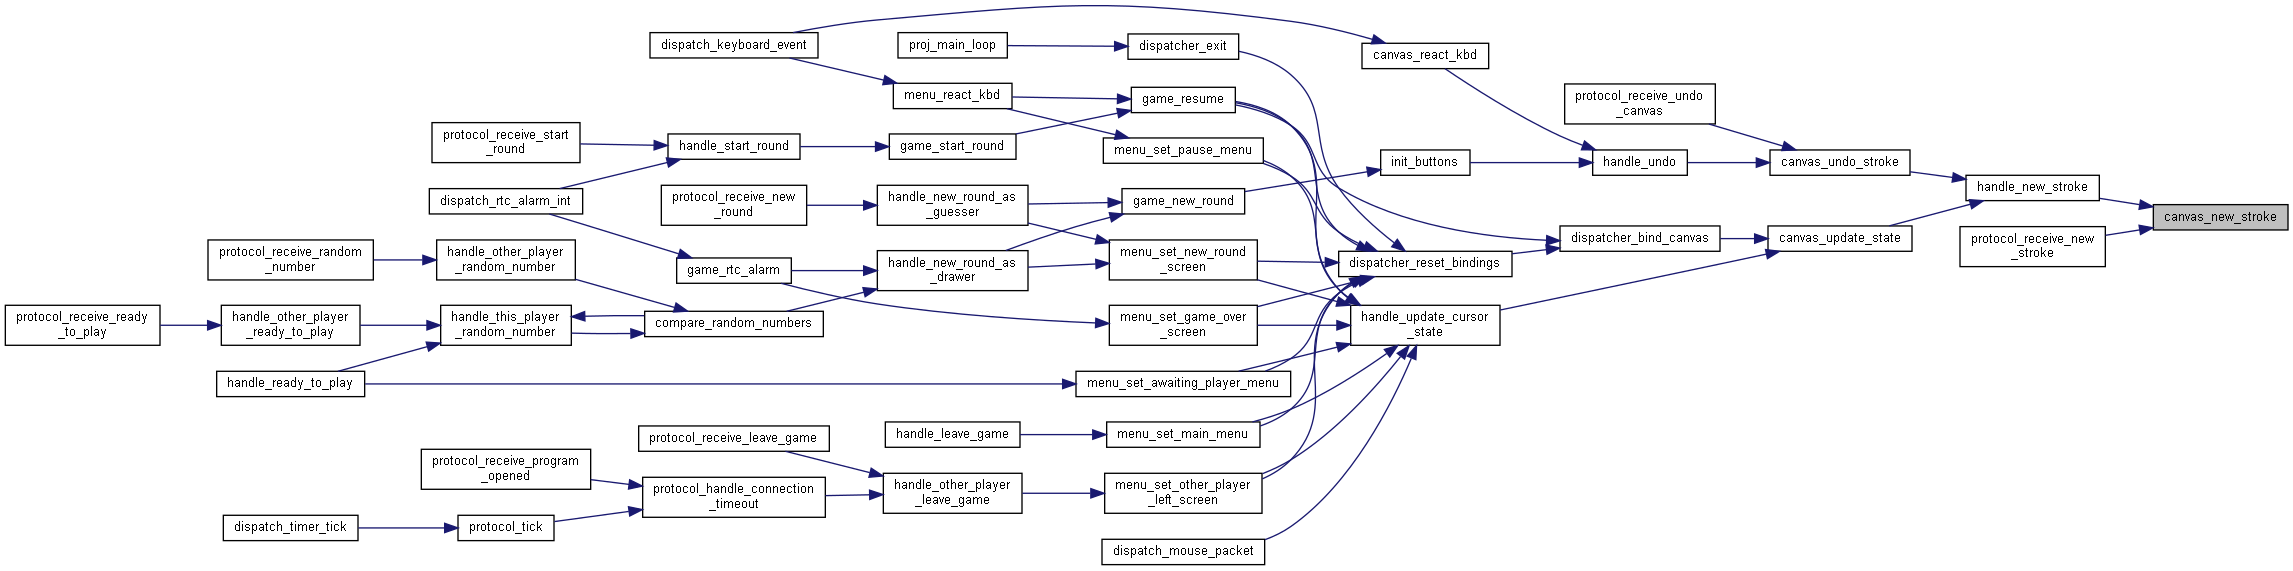 dispatch_keyboard_event
proj_main_loop
dispatcher_exit
canvas_react_kbd
menu_react_kbd
game_resume
protocol_receive_undo
_canvas
protocol_receive_start
_round
handle_start_round
game_start_round
menu_set_pause_menu
init_buttons
handle_undo
canvas_undo_stroke
handle_new_stroke
canvas_new_stroke
dispatch_rtc_alarm_int
protocol_receive_new
_round
handle_new_round_as
_guesser
game_new_round
protocol_receive_random
_number
handle_other_player
_random_number
game_rtc_alarm
handle_new_round_as
_drawer
menu_set_new_round
_screen
dispatcher_reset_bindings
dispatcher_bind_canvas
canvas_update_state
protocol_receive_new
_stroke
protocol_receive_ready
_to_play
handle_other_player
_ready_to_play
handle_this_player
_random_number
compare_random_numbers
menu_set_game_over
_screen
handle_update_cursor
_state
handle_ready_to_play
menu_set_awaiting_player_menu
handle_leave_game
menu_set_main_menu
protocol_receive_leave_game
protocol_receive_program
_opened
protocol_handle_connection
_timeout
handle_other_player
_leave_game
menu_set_other_player
_left_screen
dispatch_timer_tick
protocol_tick
dispatch_mouse_packet